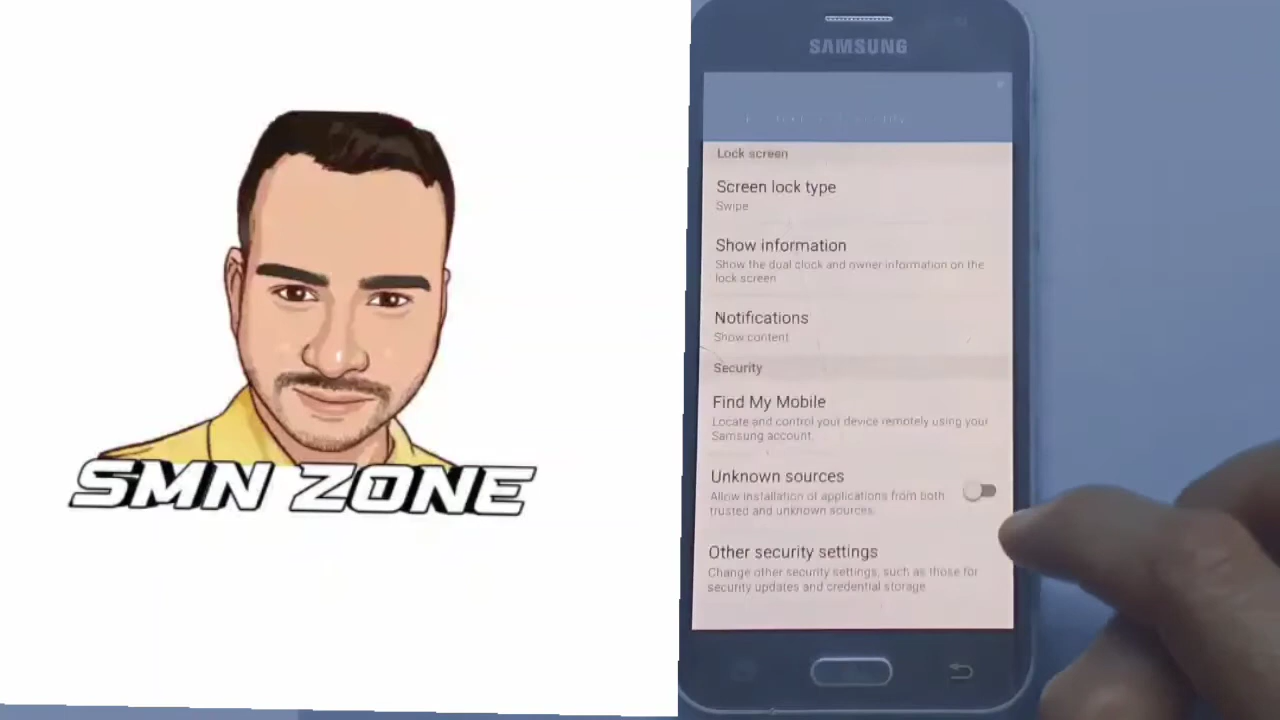 SMN ZONE
SAMSUNG
Lock screen
Screen lock type
Swipe
Show information
Show the dual clock and owner information on the
lock screen
Notifications
Show content
Security
Find My Mobile
Locate and control your device remotely using your
Samsung account.
Unknown sources
Allow installation of applications from both
trusted and unknown sources.
Other security settings
Change other security settings, such as those for
security updates and credential storage